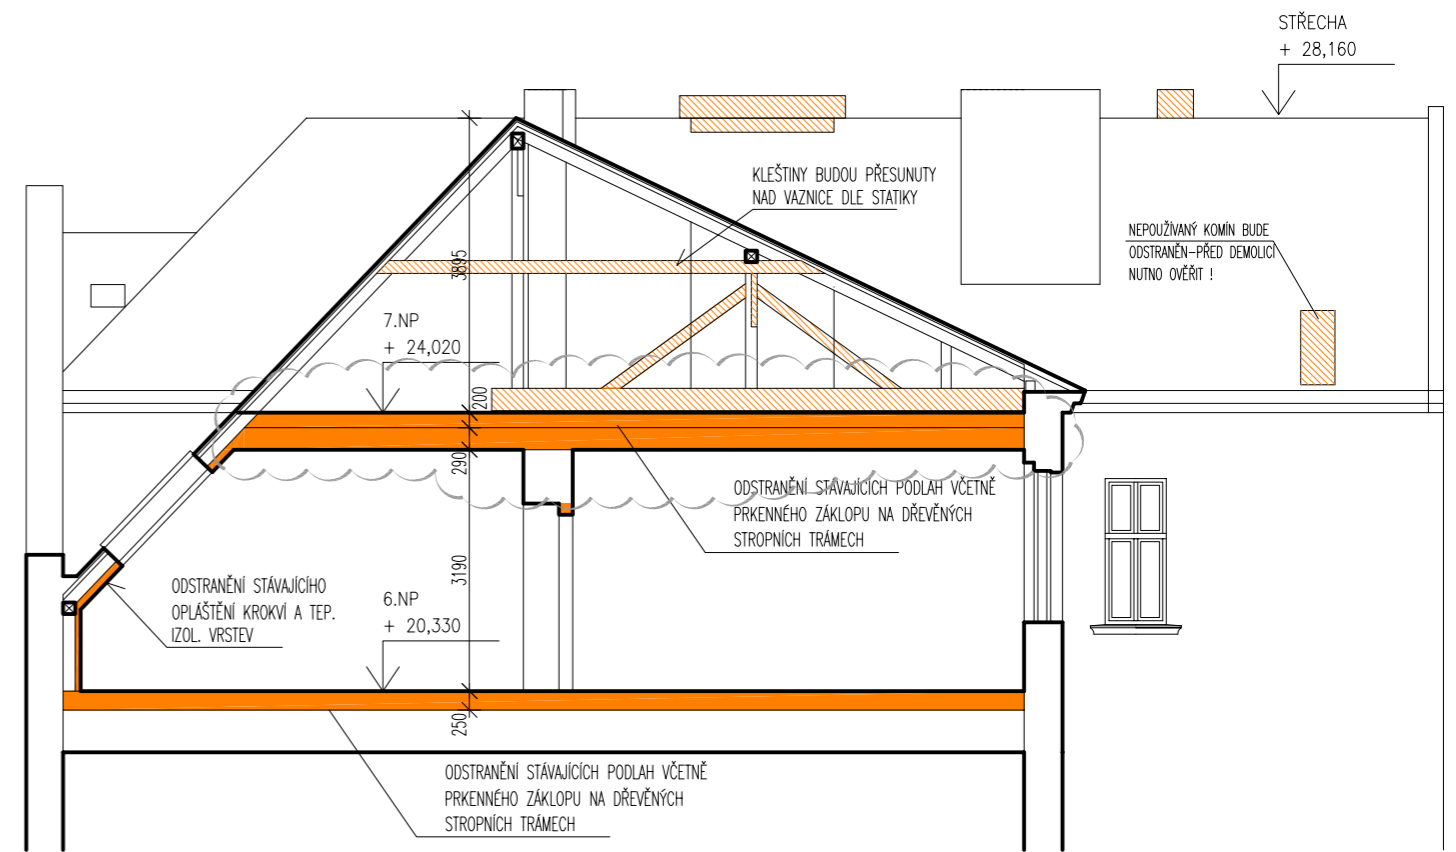 STŘECHA
+ 28,160
KLEŠTINY BUDOU PŘESUNUTY
NAD VAZNICE DLE STATIKY
NEPOUŽÍVANÝ KOMÍN BUDE
ODSTRANĚN-PŘED DEMOLICÍ
NUTNO OVĚŘIT !
3895
7.NP
+ 24,020
200
290
ODSTRANĚNÍ STÁVAJÍCÍCH PODLAH VČETNĚ
PRKENNÉHO ZÁKLOPU NA DŘEVĚNÝCH
STROPNÍCH TRÁMECH
3190
ODSTRANĚNÍ STÁVAJÍCÍHO
OPLÁŠTĚNÍ KROKVÍ A TEP.
IZOL. VRSTEV
6.NP
+ 20,330
250
ODSTRANĚNÍ STÁVAJÍCÍCH PODLAH VČETNĚ
PRKENNÉHO ZÁKLOPU NA DŘEVĚNÝCH
STROPNÍCH TRÁMECH